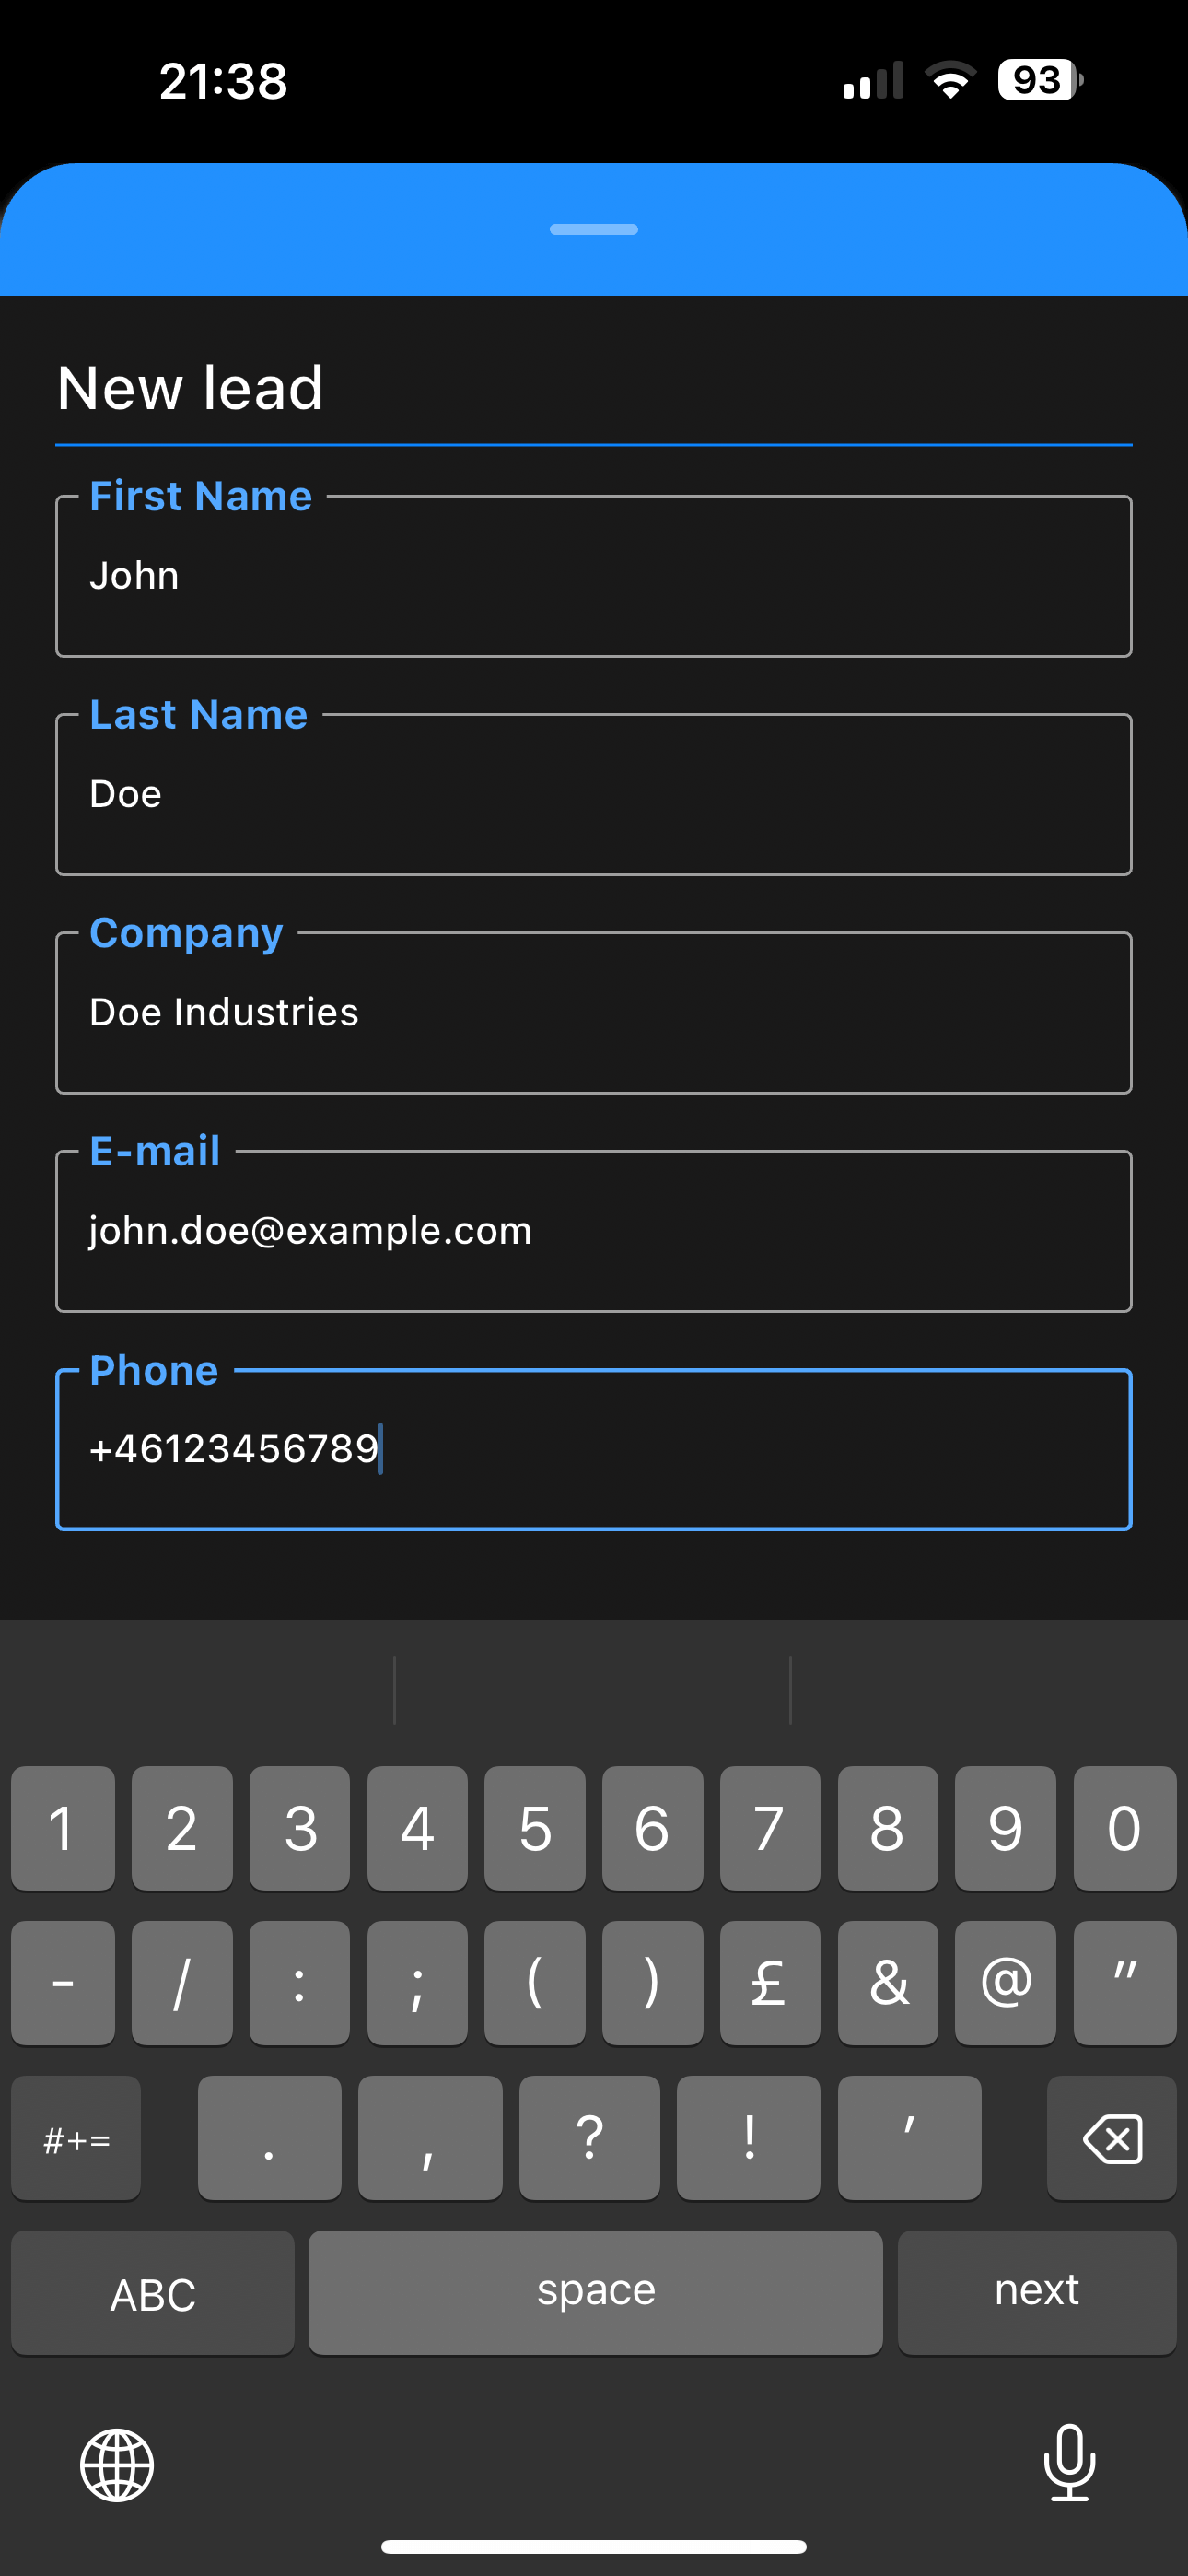 21:38
93
New lead
First Name
John
Last Name
Doe
Company
Doe Industries
E-mail
john.doe@example.com
Phone
+46123456789
1 2 3 4 5 6 7 8 9 0
- / : ; ( ) £ & @ "
#+= . , ? ! '
ABC space next